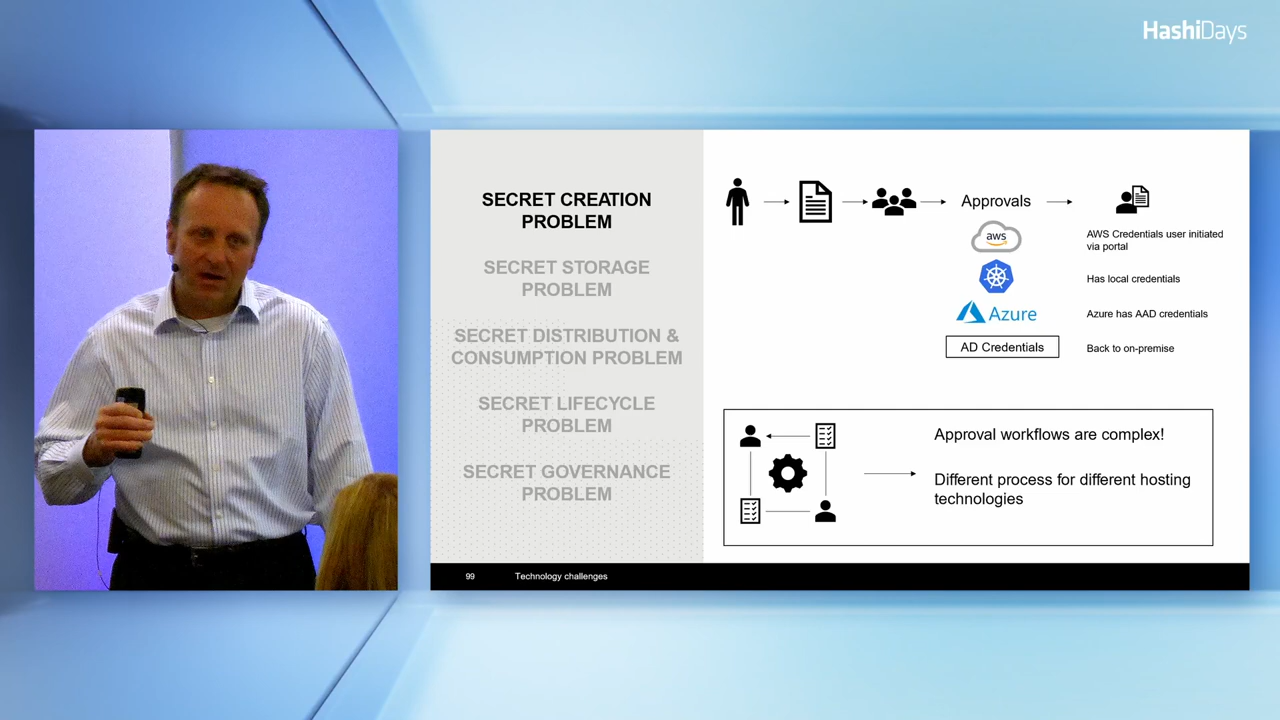 HashiDays
SECRET CREATION
PROBLEM
SECRET STORAGE
PROBLEM
SECRET DISTRIBUTION &
CONSUMPTION PROBLEM
SECRET LIFECYCLE
PROBLEM
SECRET GOVERNANCE
PROBLEM
Approvals
aws
AWS Credentials user initiated
via portal
Has local credentials
Azure
Azure has AAD credentials
AD Credentials
Back to on-premise
Approval workflows are complex!
Different process for different hosting
technologies
99
Technology challenges